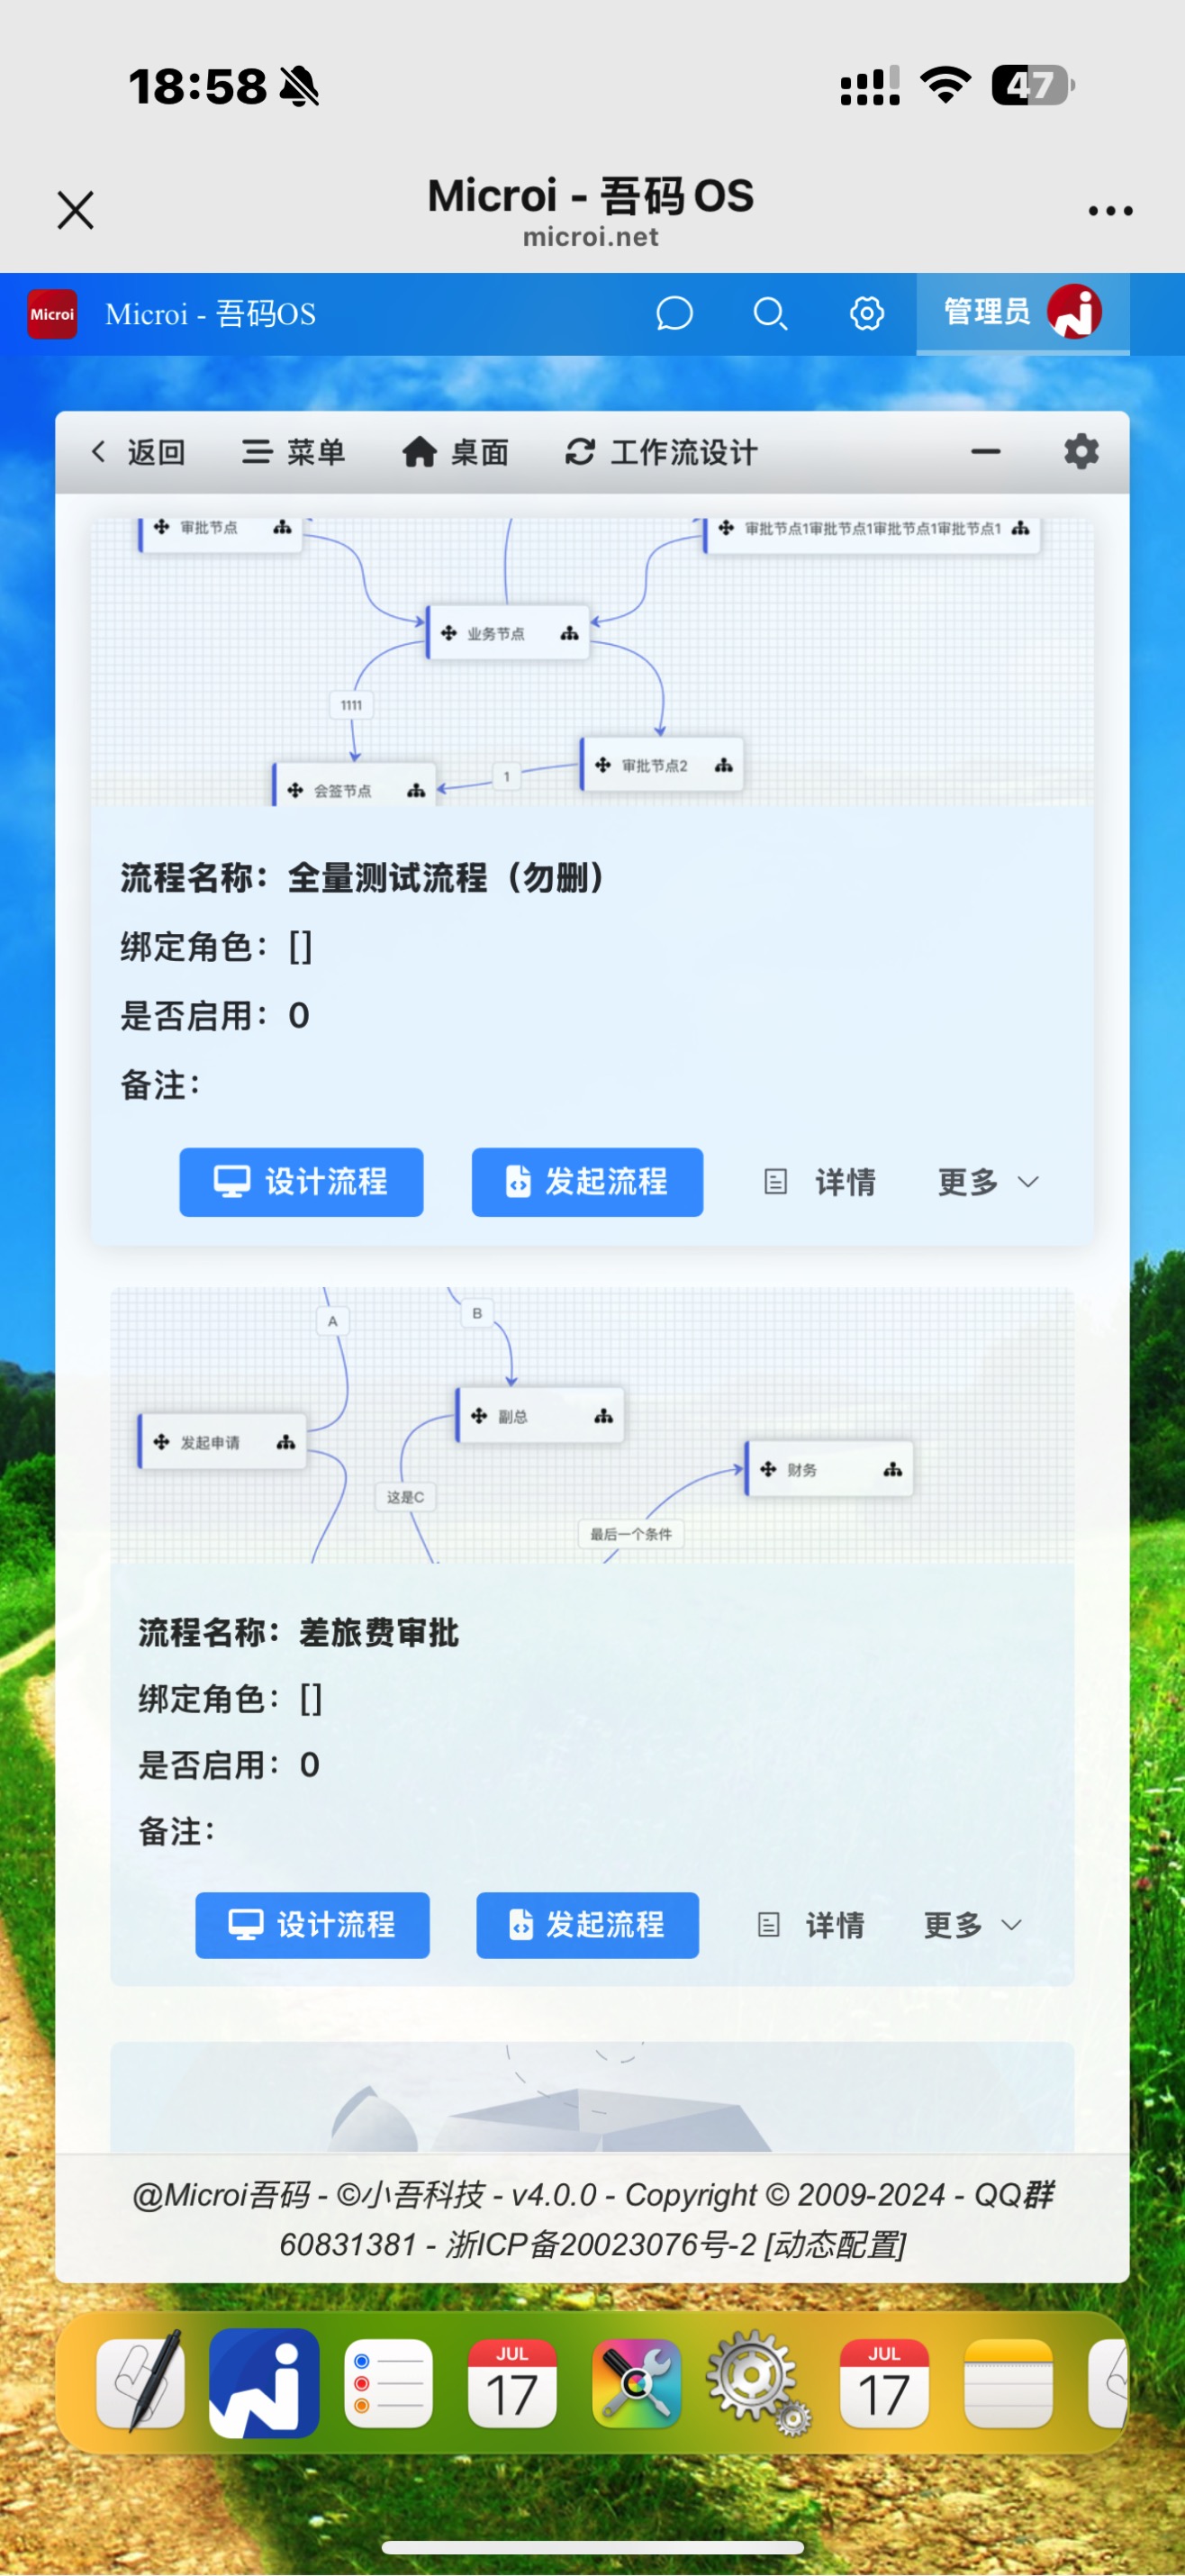 18:58
47
Microi - 吾码 OS
microi.net
Microi
Microi - 吾码OS
管理员
返回
菜单
桌面
工作流设计
审批节点
审批节点1审批节点1审批节点1审批节点1
业务节点
1111
审批节点2
1
会签节点
流程名称：全量测试流程（勿删）
绑定角色：[]
是否启用：0
备注：
设计流程
发起流程
详情
更多
A
B
副总
发起申请
财务
这是C
最后一个条件
流程名称：差旅费审批
绑定角色：[]
是否启用：0
备注：
设计流程
发起流程
详情
更多
@Microi吾码 - ©小吾科技 - v4.0.0 - Copyright © 2009-2024 - QQ群
60831381 - 浙ICP备20023076号-2 [动态配置]
JUL
17
JUL
17